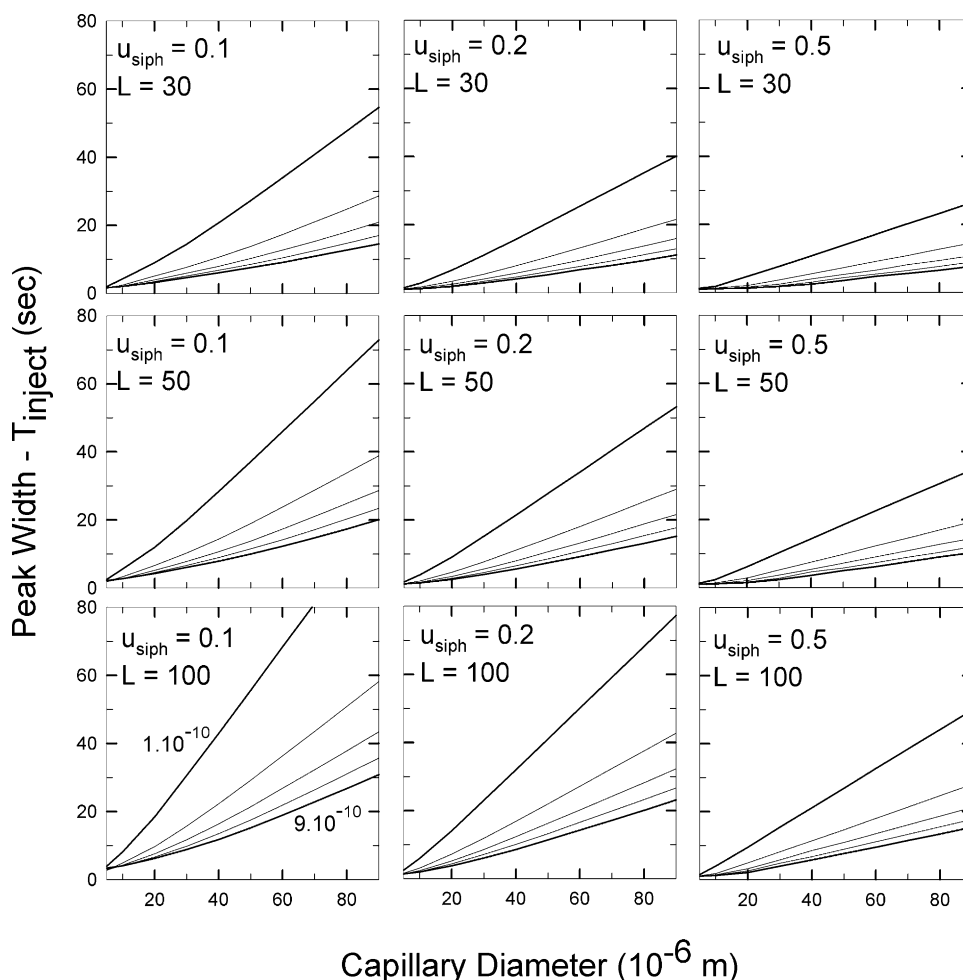 Peak Width - T_inject (sec)
80
60
40
20
0
u_siph = 0.1
L = 30
u_siph = 0.2
L = 30
u_siph = 0.5
L = 30
80
60
40
20
0
u_siph = 0.1
L = 50
u_siph = 0.2
L = 50
u_siph = 0.5
L = 50
80
60
40
20
0
u_siph = 0.1
L = 100
1.10^-10
9.10^-10
u_siph = 0.2
L = 100
u_siph = 0.5
L = 100
20 40 60 80
20 40 60 80
20 40 60 80
Capillary Diameter (10^-6 m)